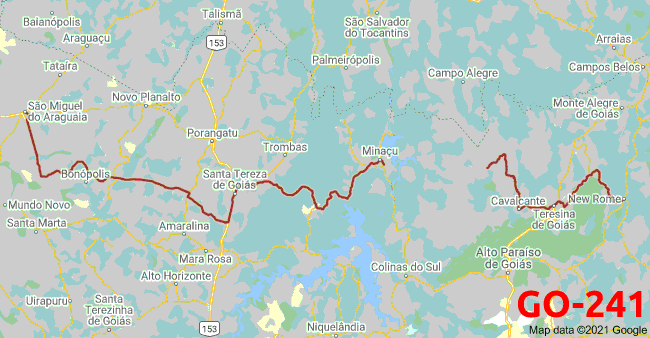 Baianópolis
Talismã
São Salvador
do Tocantins
Araguaçu
153
Arraias
Palmeirópolis
Tataíra
Campo Alegre
Campos Belos
Novo Planalto
São Miguel
do Araguaia
Monte Alegre
de Goiás
Porangatu
Trombas
Minaçu
Santa Tereza
de Goiás
Bonópolis
Mundo Novo
Cavalcante
New Rome
Teresina
de Goiás
Santa Marta
Amaralina
Mara Rosa
Alto Paraíso
de Goiás
Alto Horizonte
Colinas do Sul
Uirapuru
Santa
Terezinha
de Goiás
GO-241
153
Niquelândia
Map data ©2021 Google